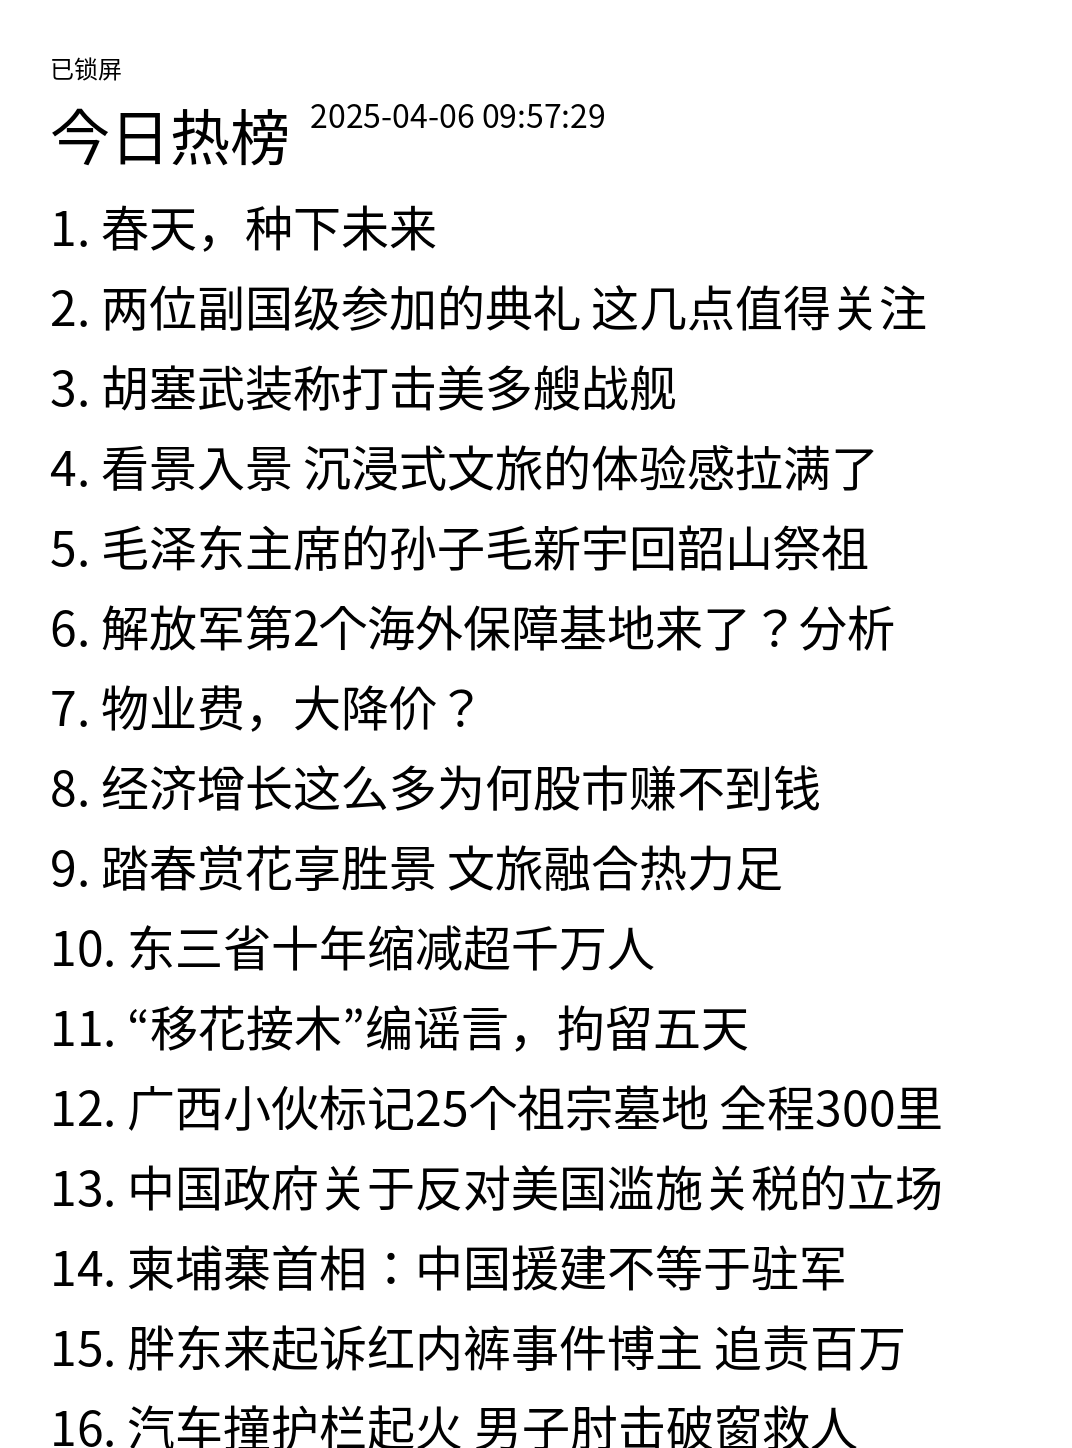 已锁屏
今日热榜 2025-04-06 09:57:29
1. 春天，种下未来
2. 两位副国级参加的典礼 这几点值得关注
3. 胡塞武装称打击美多艘战舰
4. 看景入景 沉浸式文旅的体验感拉满了
5. 毛泽东主席的孙子毛新宇回韶山祭祖
6. 解放军第2个海外保障基地来了？分析
7. 物业费，大降价？
8. 经济增长这么多为何股市赚不到钱
9. 踏春赏花享胜景 文旅融合热力足
10. 东三省十年缩减超千万人
11. “移花接木”编谣言，拘留五天
12. 广西小伙标记25个祖宗墓地 全程300里
13. 中国政府关于反对美国滥施关税的立场
14. 柬埔寨首相：中国援建不等于驻军
15. 胖东来起诉红内裤事件博主 追责百万
16. 汽车撞护栏起火 男子肘击破窗救人